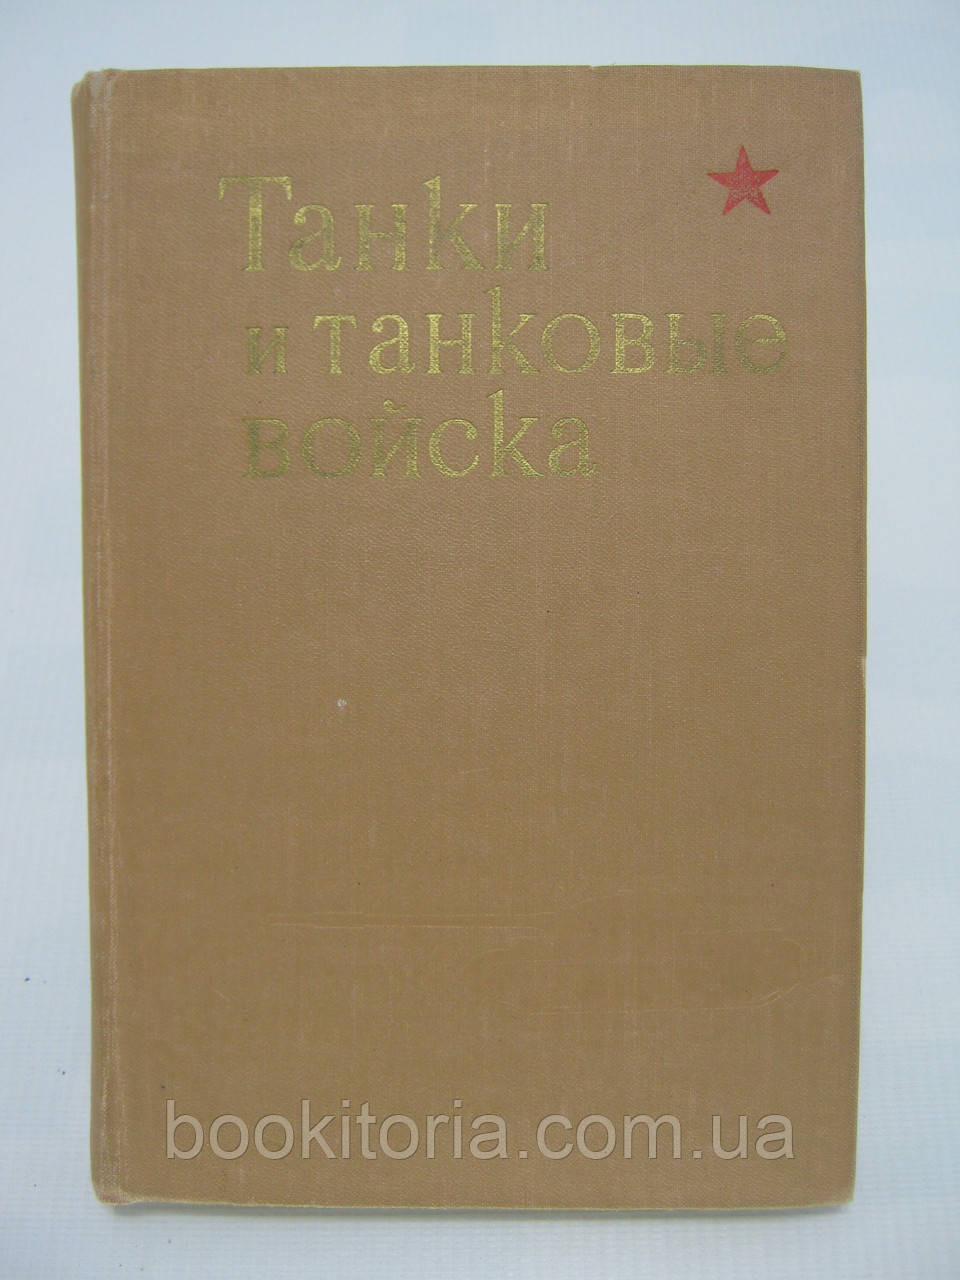 Танки
и танковые
войска
bookitoria.com.ua